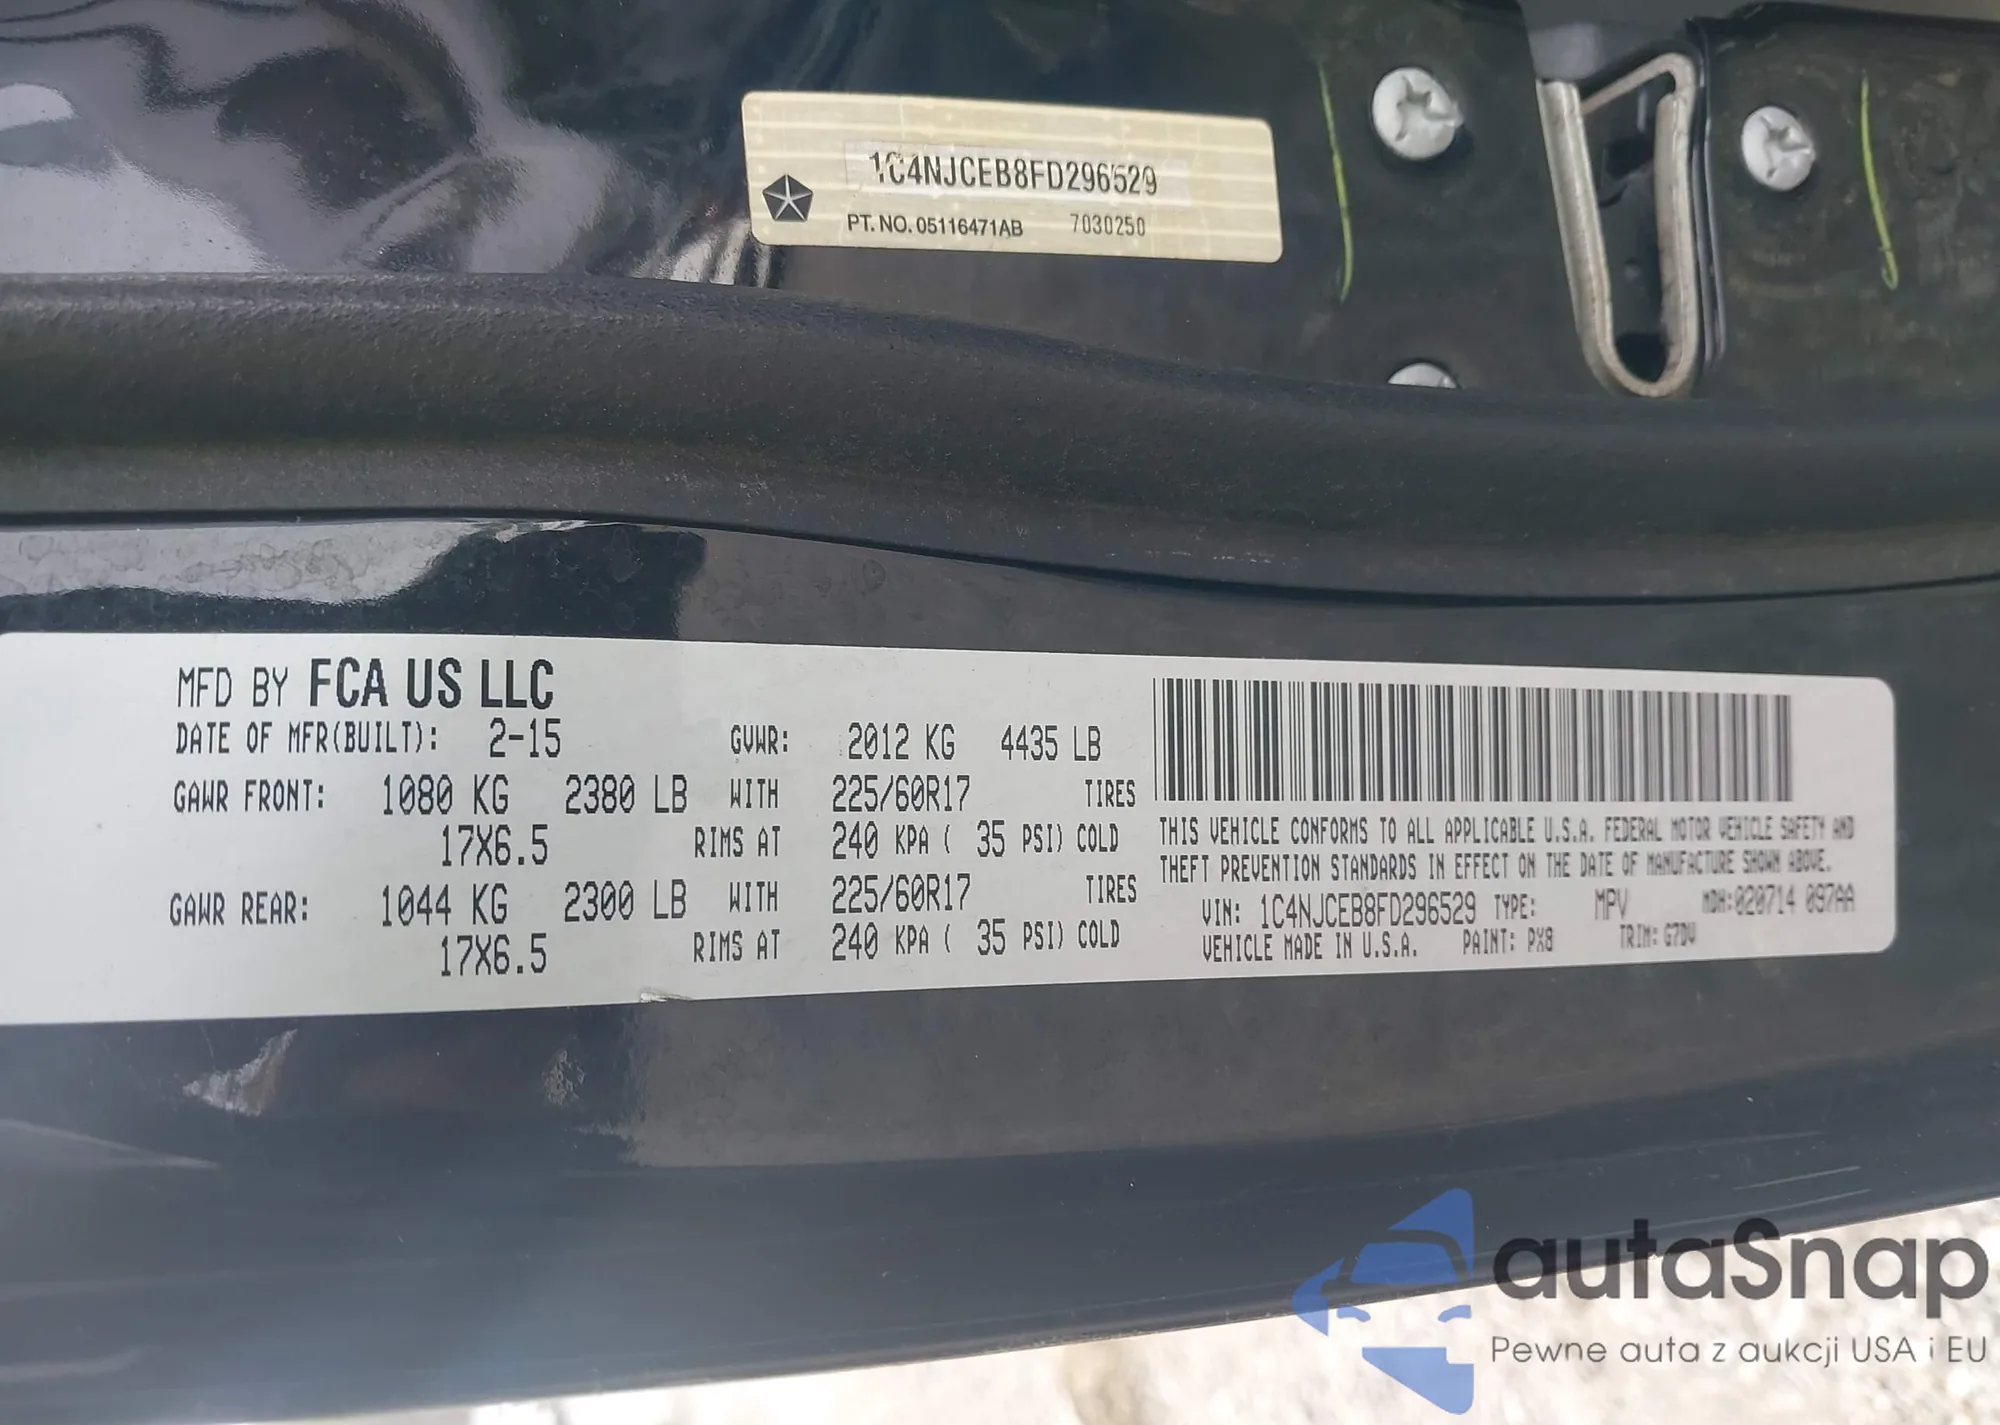 1C4NJCEB8FD296529
PT. NO. 05116471AB 7030250
MFD BY FCA US LLC
DATE OF MFR(BUILT): 2-15 GVWR: 2012 KG 4435 LB
GAWR FRONT: 1080 KG 2380 LB WITH 225/60R17 TIRES
17X6.5 RIMS AT 240 KPA ( 35 PSI) COLD
GAWR REAR: 1044 KG 2300 LB WITH 225/60R17 TIRES
17X6.5 RIMS AT 240 KPA ( 35 PSI) COLD
THIS VEHICLE CONFORMS TO ALL APPLICABLE U.S.A. FEDERAL MOTOR VEHICLE SAFETY AND
THEFT PREVENTION STANDARDS IN EFFECT ON THE DATE OF MANUFACTURE SHOWN ABOVE.
VIN: 1C4NJCEB8FD296529 TYPE: MPV MDH:020714 097AA
VEHICLE MADE IN U.S.A. PAINT: PX8 TRIM: G7DV
autaSnap
Pewne auta z aukcji USA i EU